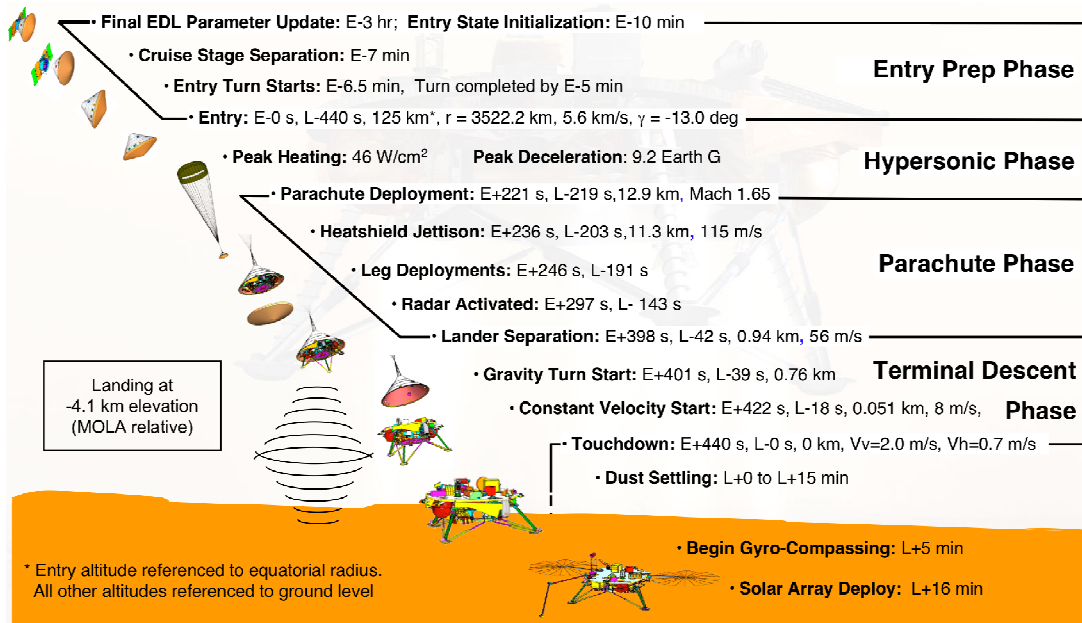 • Final EDL Parameter Update: E-3 hr; Entry State Initialization: E-10 min
• Cruise Stage Separation: E-7 min
Entry Prep Phase
• Entry Turn Starts: E-6.5 min, Turn completed by E-5 min
• Entry: E-0 s, L-440 s, 125 km*, r = 3522.2 km, 5.6 km/s, γ = -13.0 deg
• Peak Heating: 46 W/cm² Peak Deceleration: 9.2 Earth G
Hypersonic Phase
• Parachute Deployment: E+221 s, L-219 s,12.9 km, Mach 1.65
• Heatshield Jettison: E+236 s, L-203 s,11.3 km, 115 m/s
Parachute Phase
• Leg Deployments: E+246 s, L-191 s
• Radar Activated: E+297 s, L- 143 s
• Lander Separation: E+398 s, L-42 s, 0.94 km, 56 m/s
• Gravity Turn Start: E+401 s, L-39 s, 0.76 km
Terminal Descent
Phase
• Constant Velocity Start: E+422 s, L-18 s, 0.051 km, 8 m/s,
• Touchdown: E+440 s, L-0 s, 0 km, Vv=2.0 m/s, Vh=0.7 m/s
• Dust Settling: L+0 to L+15 min
Landing at
-4.1 km elevation
(MOLA relative)
• Begin Gyro-Compassing: L+5 min
• Solar Array Deploy: L+16 min
* Entry altitude referenced to equatorial radius.
All other altitudes referenced to ground level